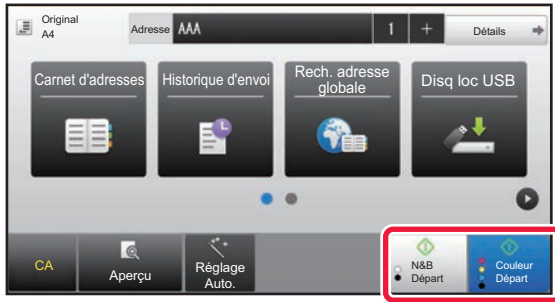 Original
A4
Adresse AAA 1 + Détails
Carnet d'adresses
Historique d'envoi
Rech. adresse
globale
Disq loc USB
CA
Aperçu
Réglage
Auto.
N&B
Départ
Couleur
Départ